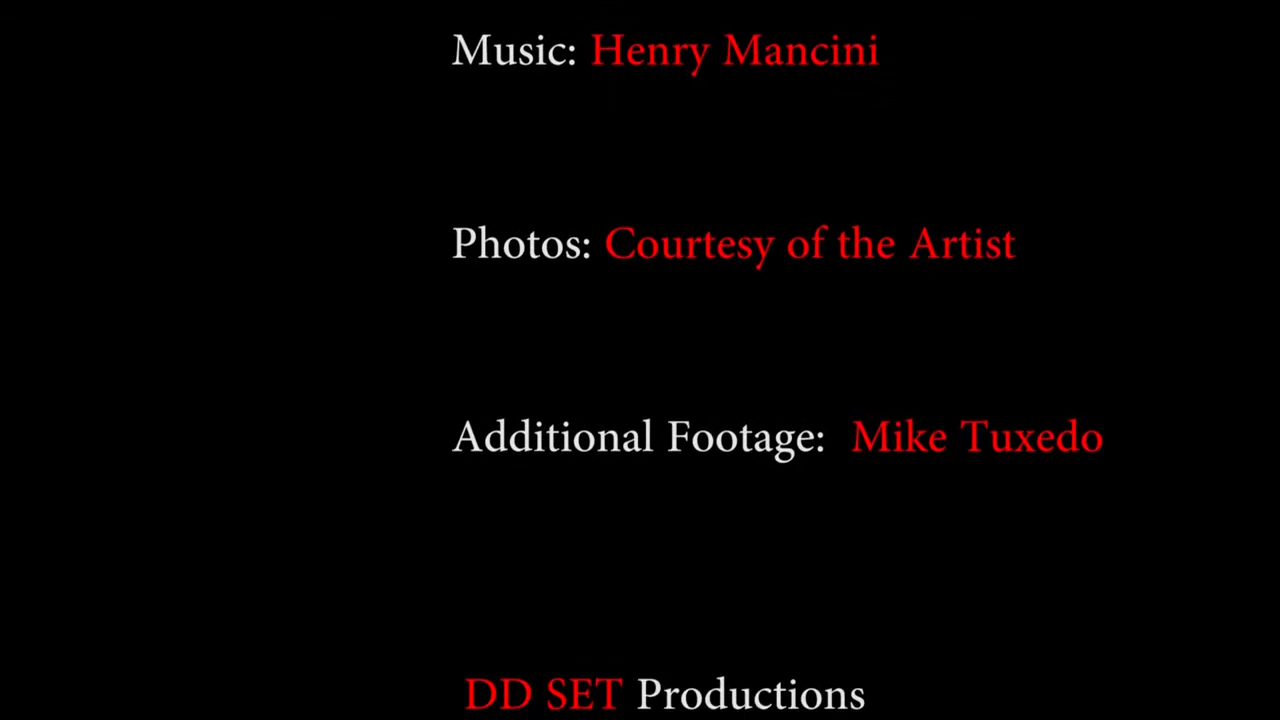 Music: Henry Mancini
Photos: Courtesy of the Artist
Additional Footage: Mike Tuxedo
DD SET Productions